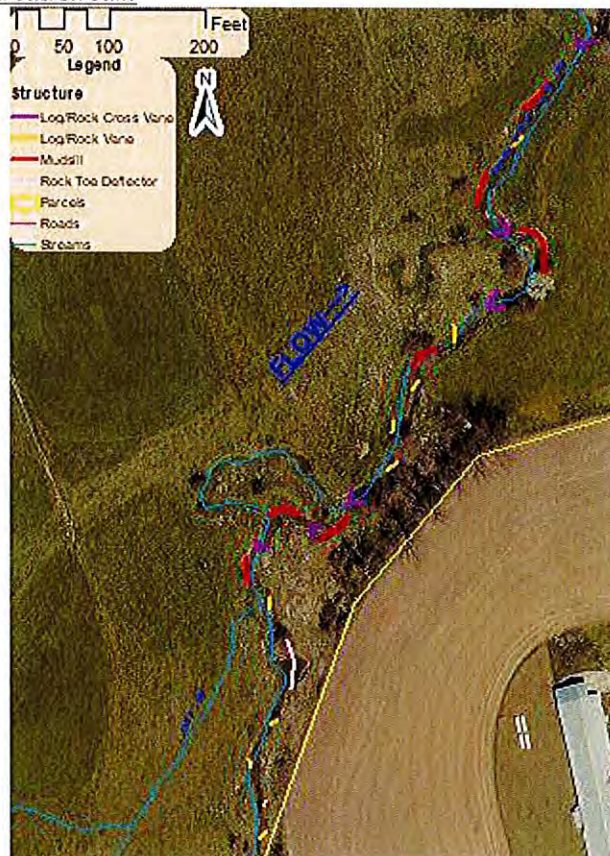 Feet
0 50 100 200
Legend
N
Structure
Log/Rock Cross Vane
Log/Rock Vane
Mudsill
Rock Toe Deflector
Parcels
Roads
Streams
FLOW